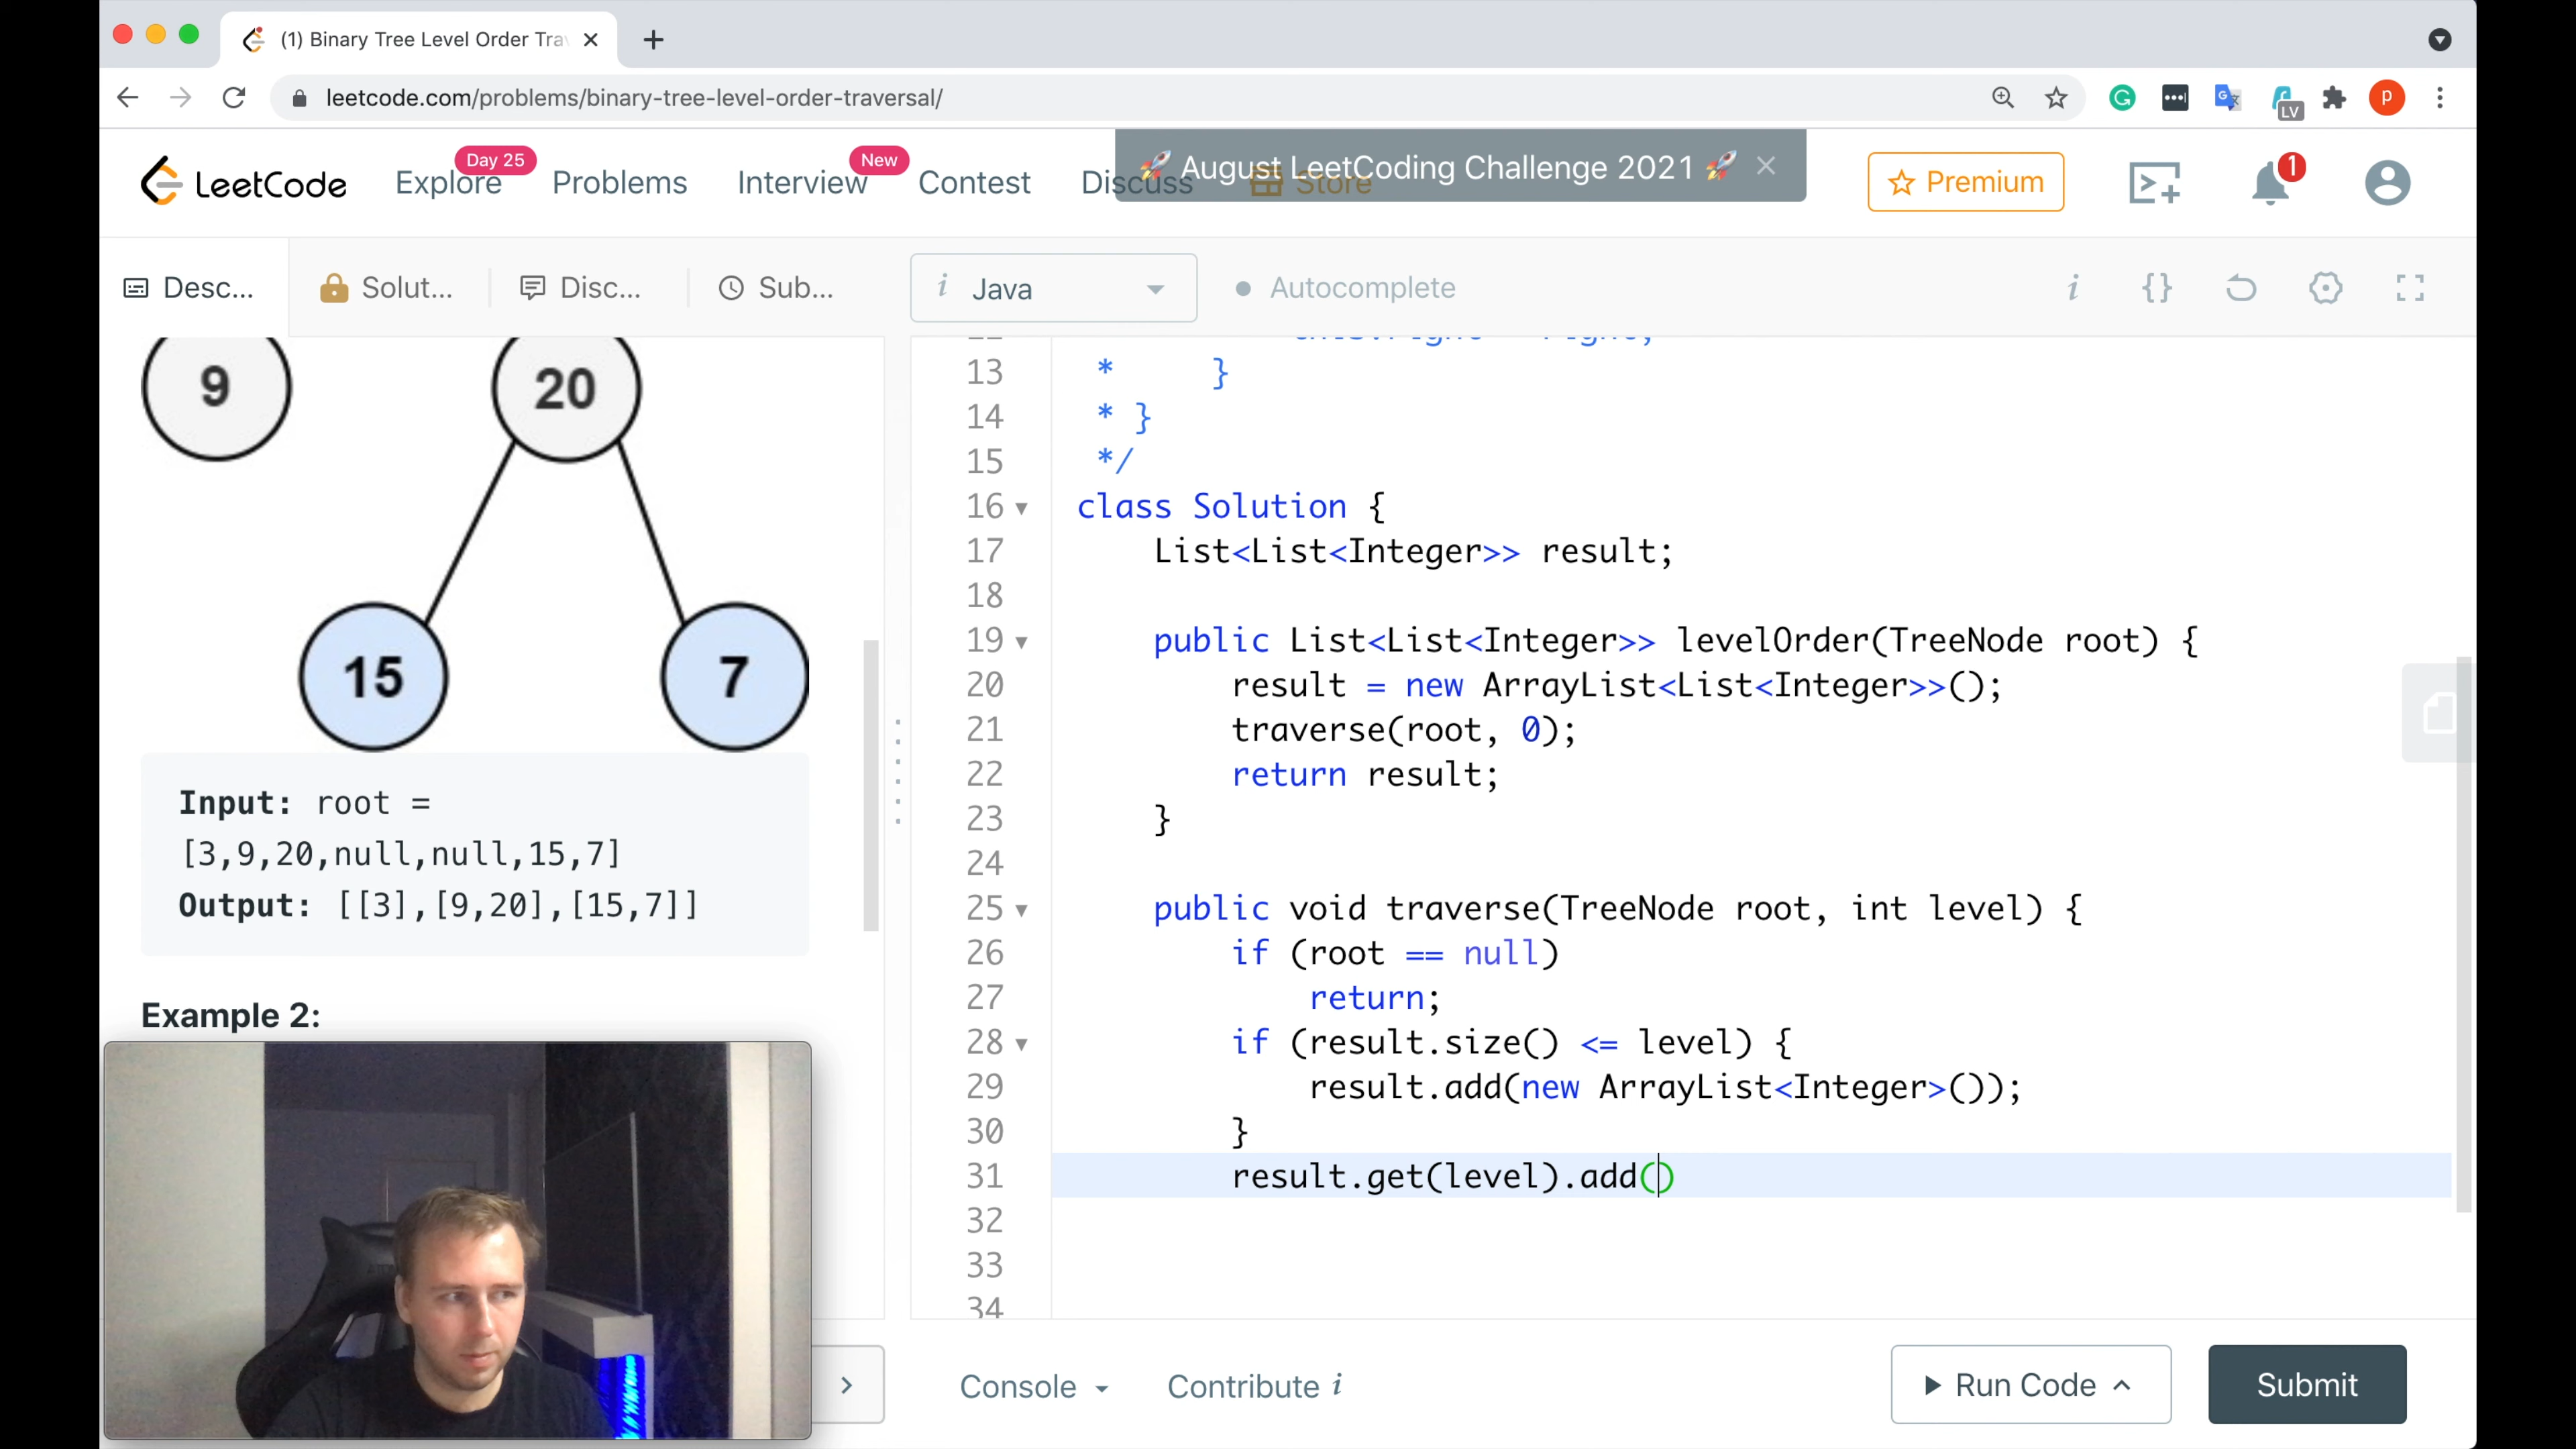 (1) Binary Tree Level Order Tra
leetcode.com/problems/binary-tree-level-order-traversal/
LV
P
LeetCode
Explore
Day 25
Problems
Interview
New
Contest
Discuss
Store
🚀 August LeetCoding Challenge 2021 🚀
Premium
1
Desc...
Solut...
Disc...
Sub...
i Java
Autocomplete
i {}
9
20
15
7
Input: root =
[3,9,20,null,null,15,7]
Output: [[3],[9,20],[15,7]]
Example 2:
13 * }
14 * }
15 */
16 class Solution {
17 List<List<Integer>> result;
18
19 public List<List<Integer>> levelOrder(TreeNode root) {
20 result = new ArrayList<List<Integer>>();
21 traverse(root, 0);
22 return result;
23 }
24
25 public void traverse(TreeNode root, int level) {
26 if (root == null)
27 return;
28 if (result.size() <= level) {
29 result.add(new ArrayList<Integer>());
30 }
31 result.get(level).add()
32
33
34
Console
Contribute i
Run Code
Submit